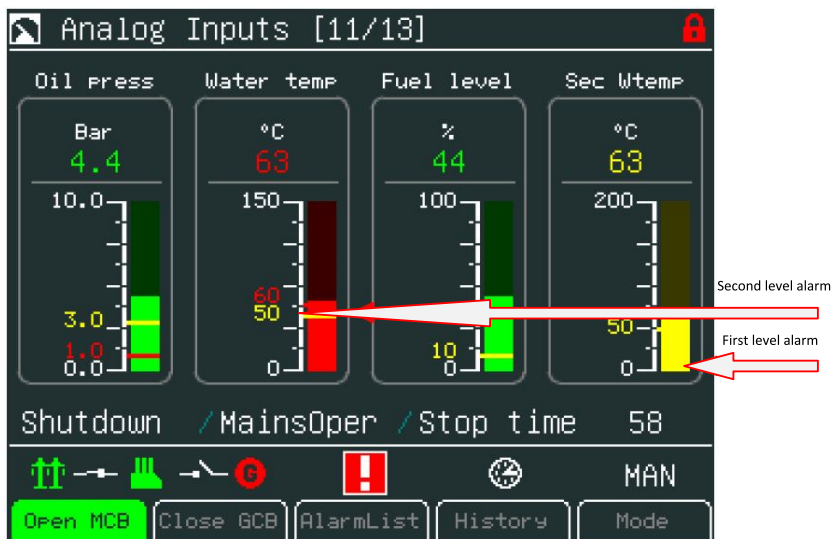 Analog Inputs [11/13]
Oil press Water temp Fuel level Sec Wtemp
Bar °C % °C
4.4 63 44 63
10.0 150 100 200
60
Second level alarm
3.0 50 50
First level alarm
1.0 10
0.0 0 0 0
Shutdown /MainsOper /Stop time 58
G ! MAN
Open MCB Close GCB AlarmList History Mode